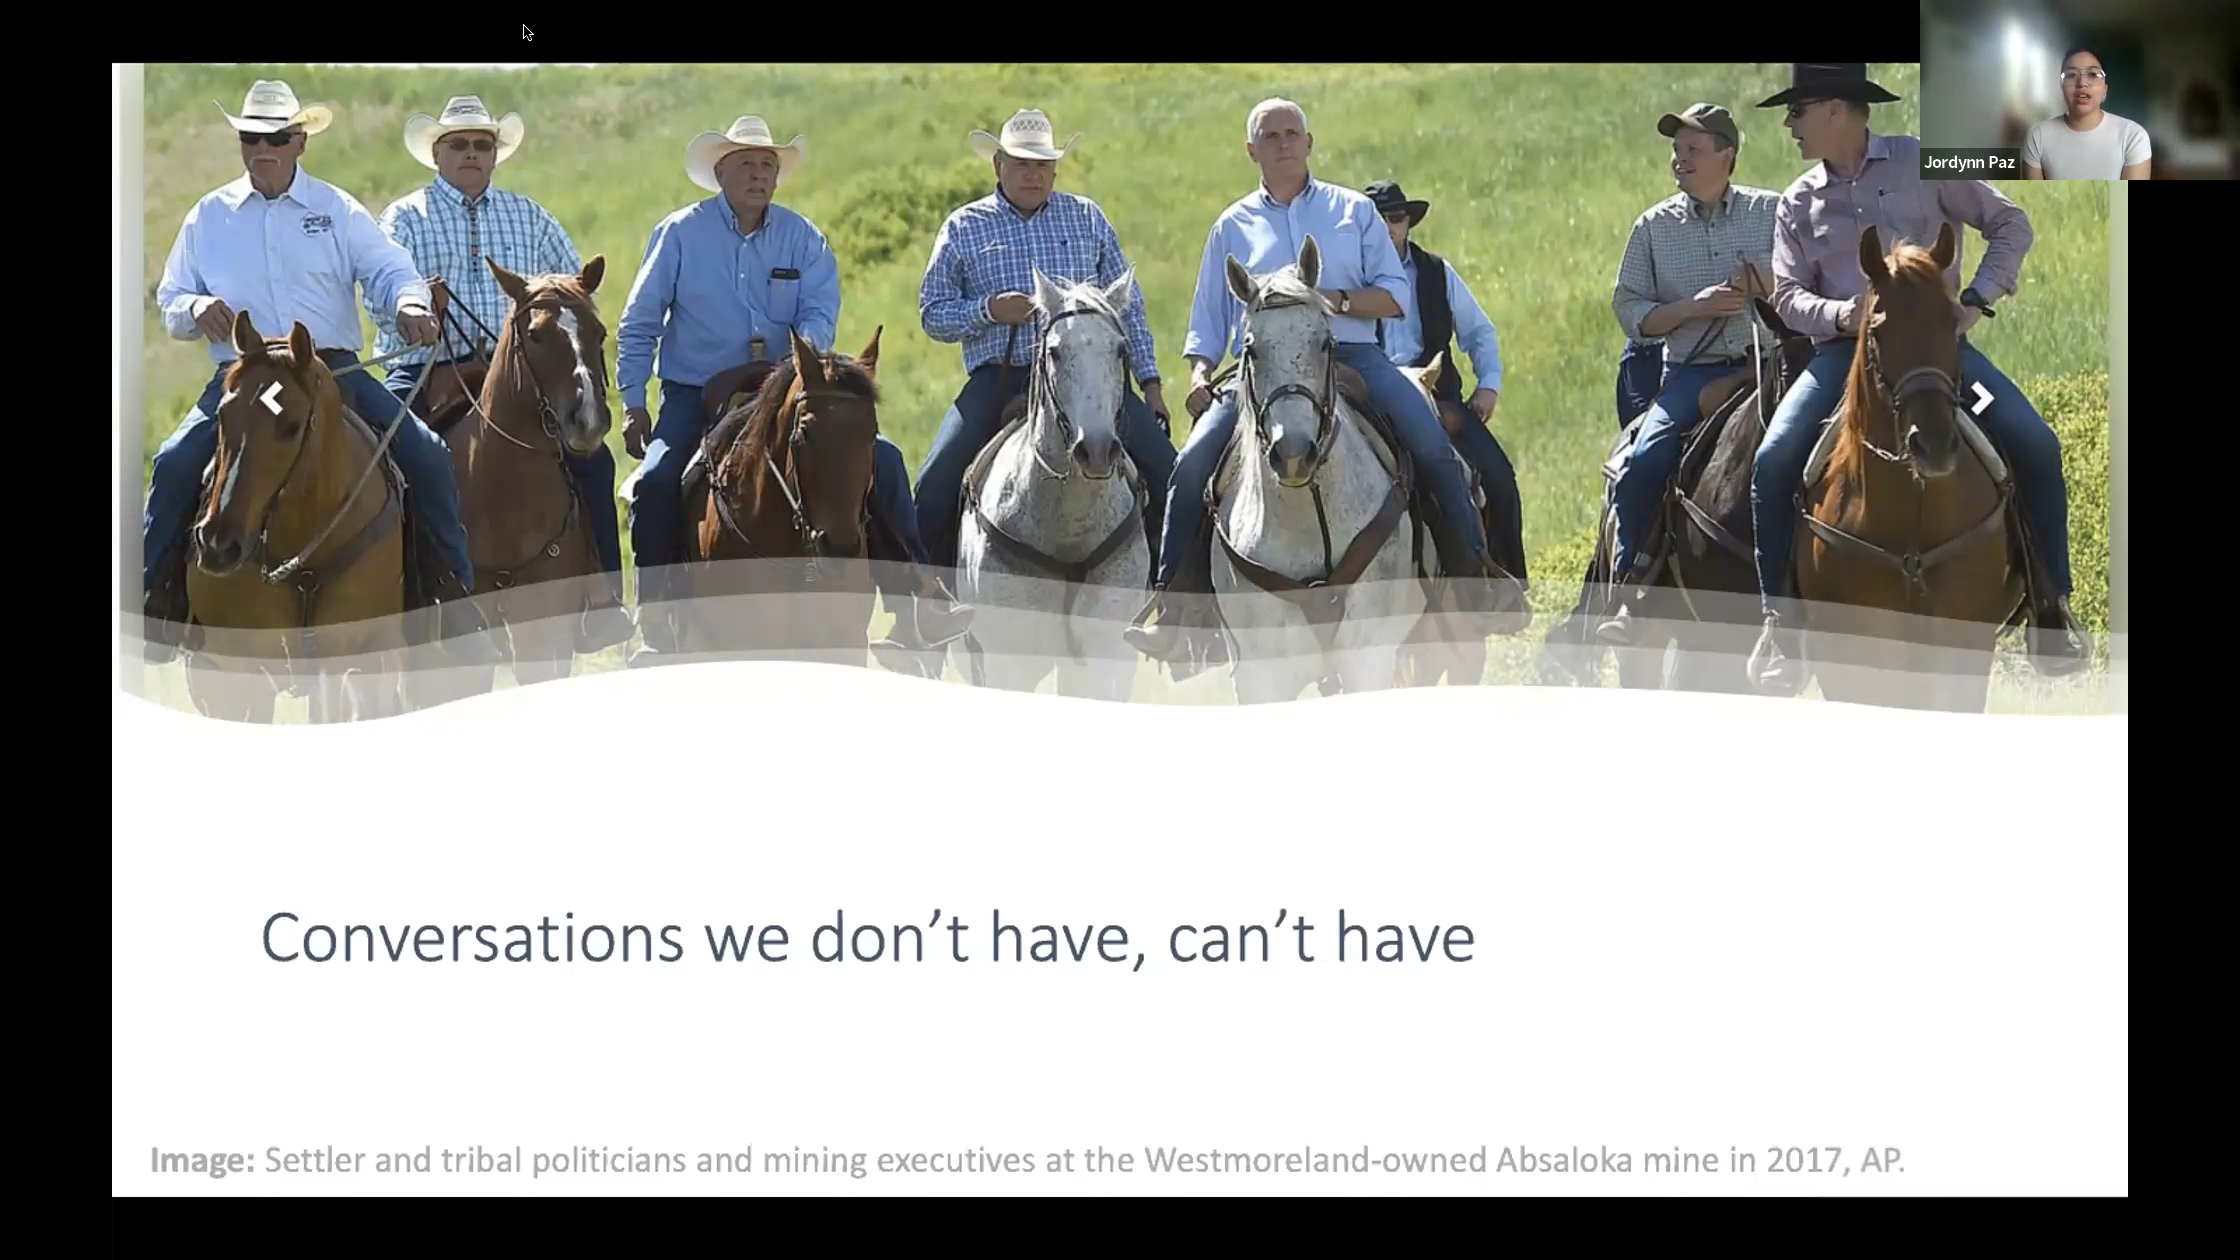 Jordynn Paz
Conversations we don’t have, can’t have
Image: Settler and tribal politicians and mining executives at the Westmoreland-owned Absaloka mine in 2017, AP.